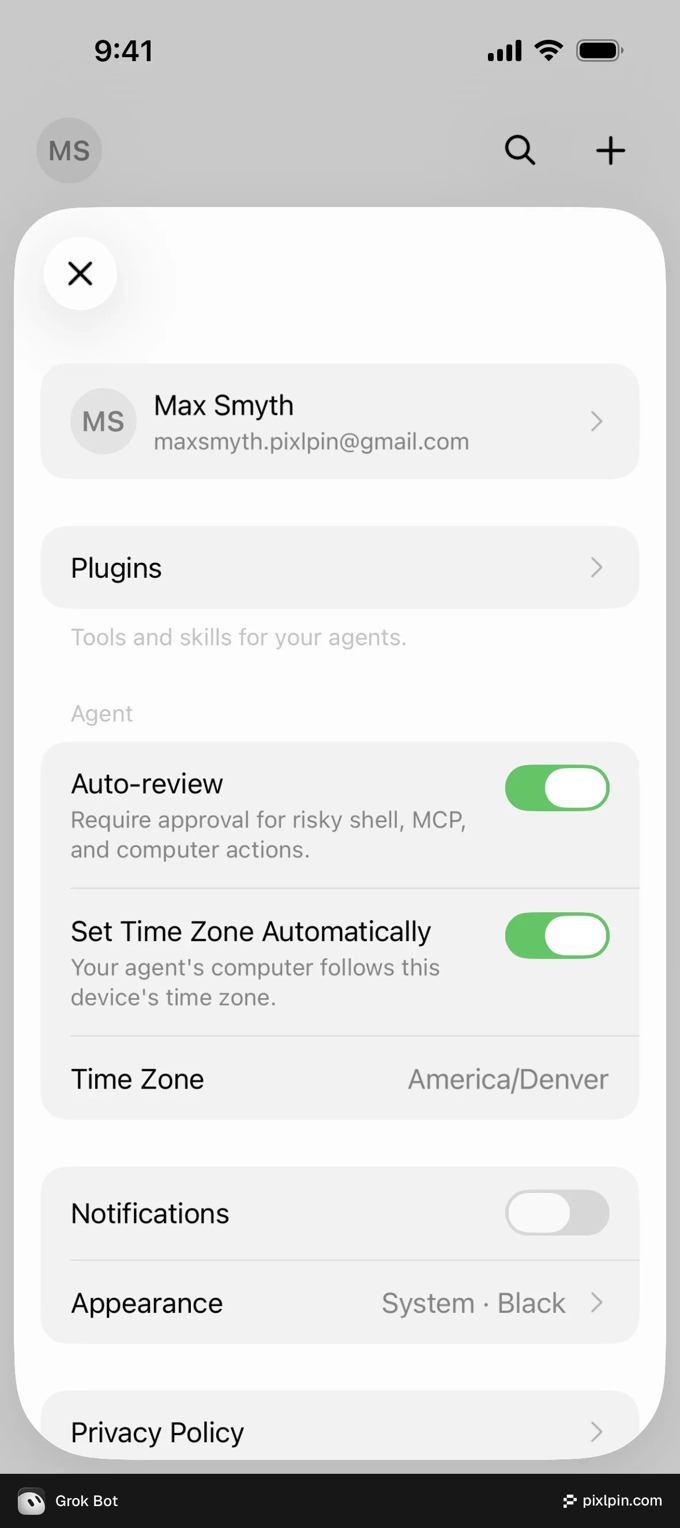 9:41
MS
MS
Max Smyth
maxsmyth.pixlpin@gmail.com
Plugins
Tools and skills for your agents.
Agent
Auto-review
Require approval for risky shell, MCP,
and computer actions.
Set Time Zone Automatically
Your agent's computer follows this
device's time zone.
Time Zone
America/Denver
Notifications
Appearance
System · Black
Privacy Policy
Grok Bot
pixlpin.com